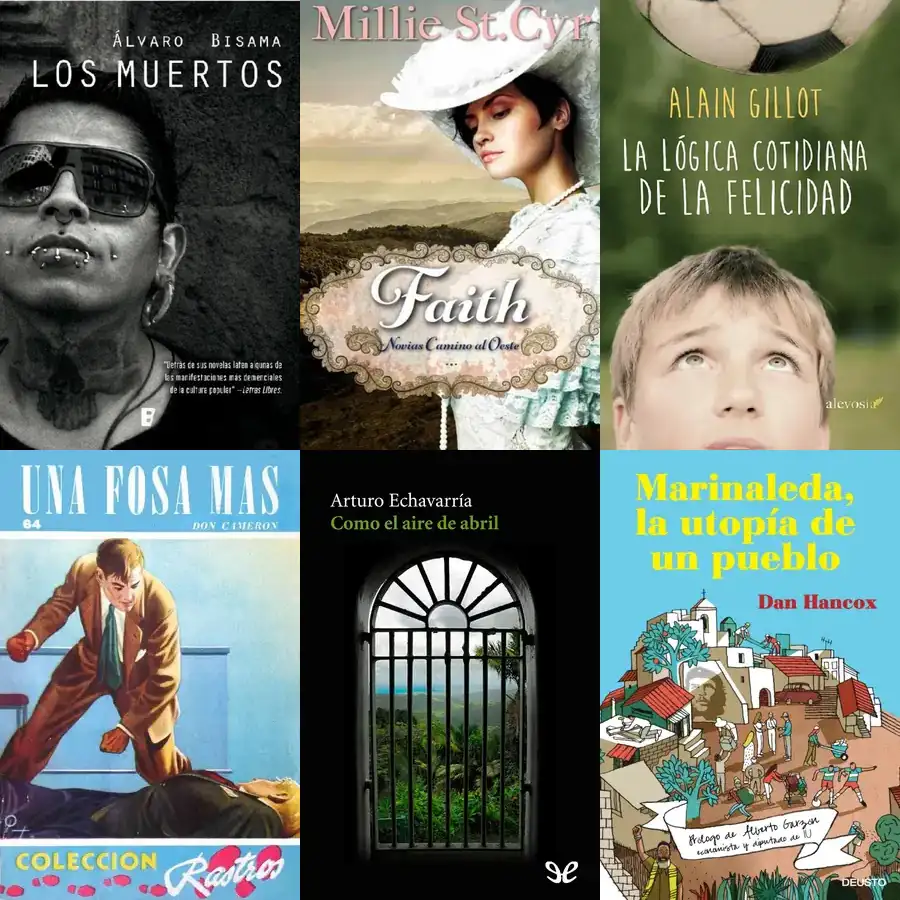 ÁLVARO BISAMA
LOS MUERTOS
"Detrás de sus novelas laten algunas de
las manifestaciones más demenciales
de la cultura popular" —Letras Libres.
B
Millie St.Cyr
Faith
Novias Camino al Oeste
ALAIN GILLOT
LA LÓGICA COTIDIANA
DE LA FELICIDAD
alevosía
UNA FOSA MAS
64
DON CAMERON
COLECCION
Rastros
Arturo Echavarría
Como el aire de abril
Marinaleda,
la utopía de
un pueblo
Dan Hancox
Prólogo de Alberto Garzón
economista y diputado de IU
DEUSTO